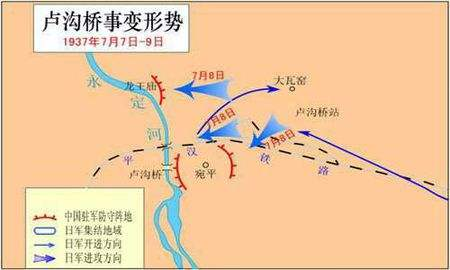 卢沟桥事变形势
1937年7月7日-9日
永定河
龙王庙
7月8日
大瓦窑
卢沟桥站
7月8日
7月8日
平汉铁路
卢沟桥
宛平
中国驻军防守阵地
日军集结地域
日军开进方向
日军进攻方向